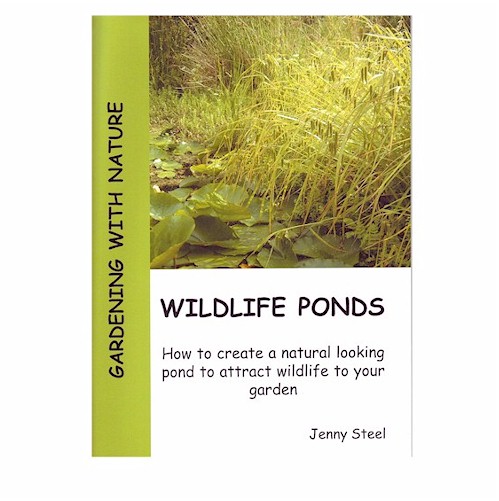 GARDENING WITH NATURE
WILDLIFE PONDS
How to create a natural looking
pond to attract wildlife to your
garden
Jenny Steel